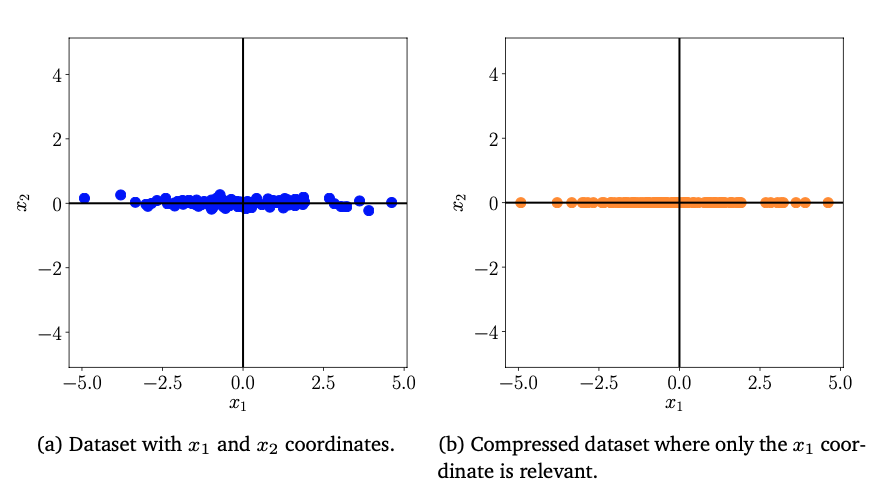 4
2
0
−2
−4
x2
−5.0 −2.5 0.0 2.5 5.0
x1
(a) Dataset with x1 and x2 coordinates.
4
2
0
−2
−4
x2
−5.0 −2.5 0.0 2.5 5.0
x1
(b) Compressed dataset where only the x1 coor-
dinate is relevant.